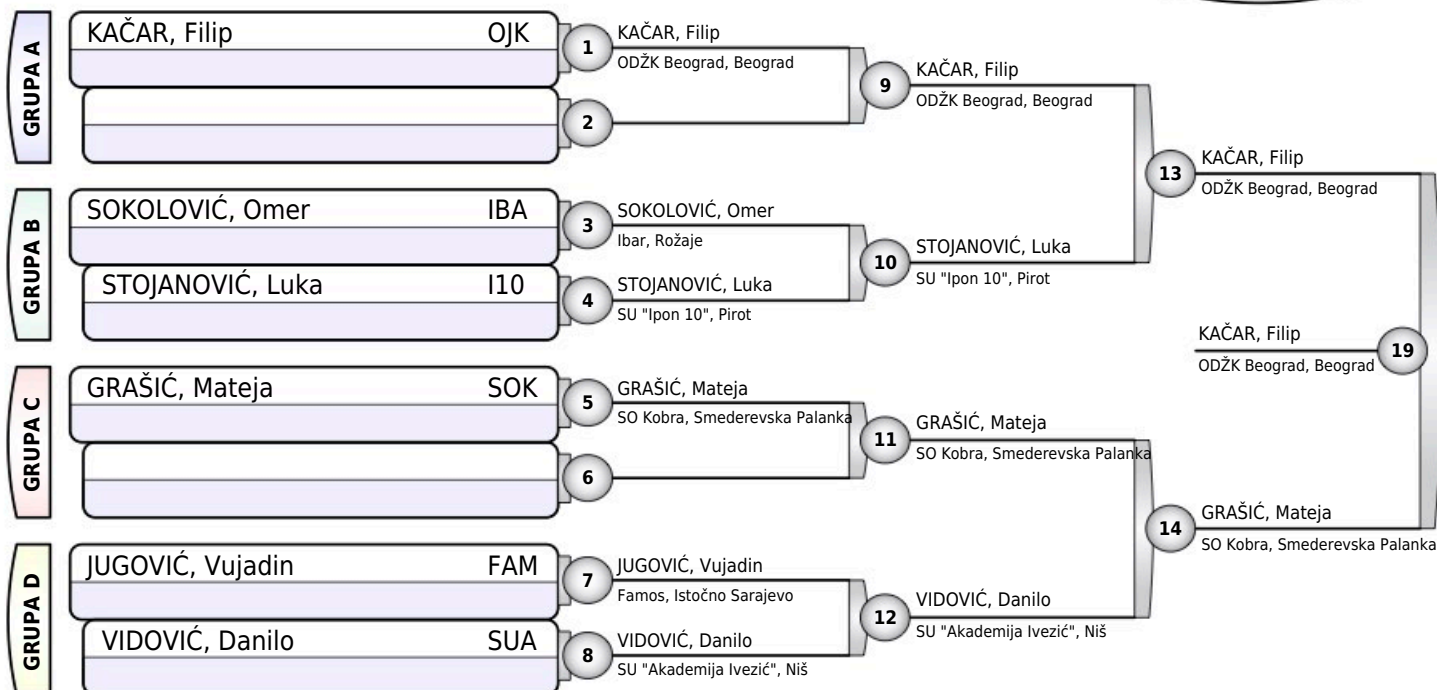 GRUPA A
KAČAR, Filip OJK
1
KAČAR, Filip
ODŽK Beograd, Beograd
2
9
KAČAR, Filip
ODŽK Beograd, Beograd
GRUPA B
SOKOLOVIĆ, Omer IBA
STOJANOVIĆ, Luka I10
3
SOKOLOVIĆ, Omer
Ibar, Rožaje
4
STOJANOVIĆ, Luka
SU "Ipon 10", Pirot
10
STOJANOVIĆ, Luka
SU "Ipon 10", Pirot
13
KAČAR, Filip
ODŽK Beograd, Beograd
GRUPA C
GRAŠIĆ, Mateja SOK
5
GRAŠIĆ, Mateja
SO Kobra, Smederevska Palanka
6
11
GRAŠIĆ, Mateja
SO Kobra, Smederevska Palanka
GRUPA D
JUGOVIĆ, Vujadin FAM
VIDOVIĆ, Danilo SUA
7
JUGOVIĆ, Vujadin
Famos, Istočno Sarajevo
8
VIDOVIĆ, Danilo
SU "Akademija Ivezić", Niš
12
VIDOVIĆ, Danilo
SU "Akademija Ivezić", Niš
14
GRAŠIĆ, Mateja
SO Kobra, Smederevska Palanka
KAČAR, Filip
ODŽK Beograd, Beograd
19